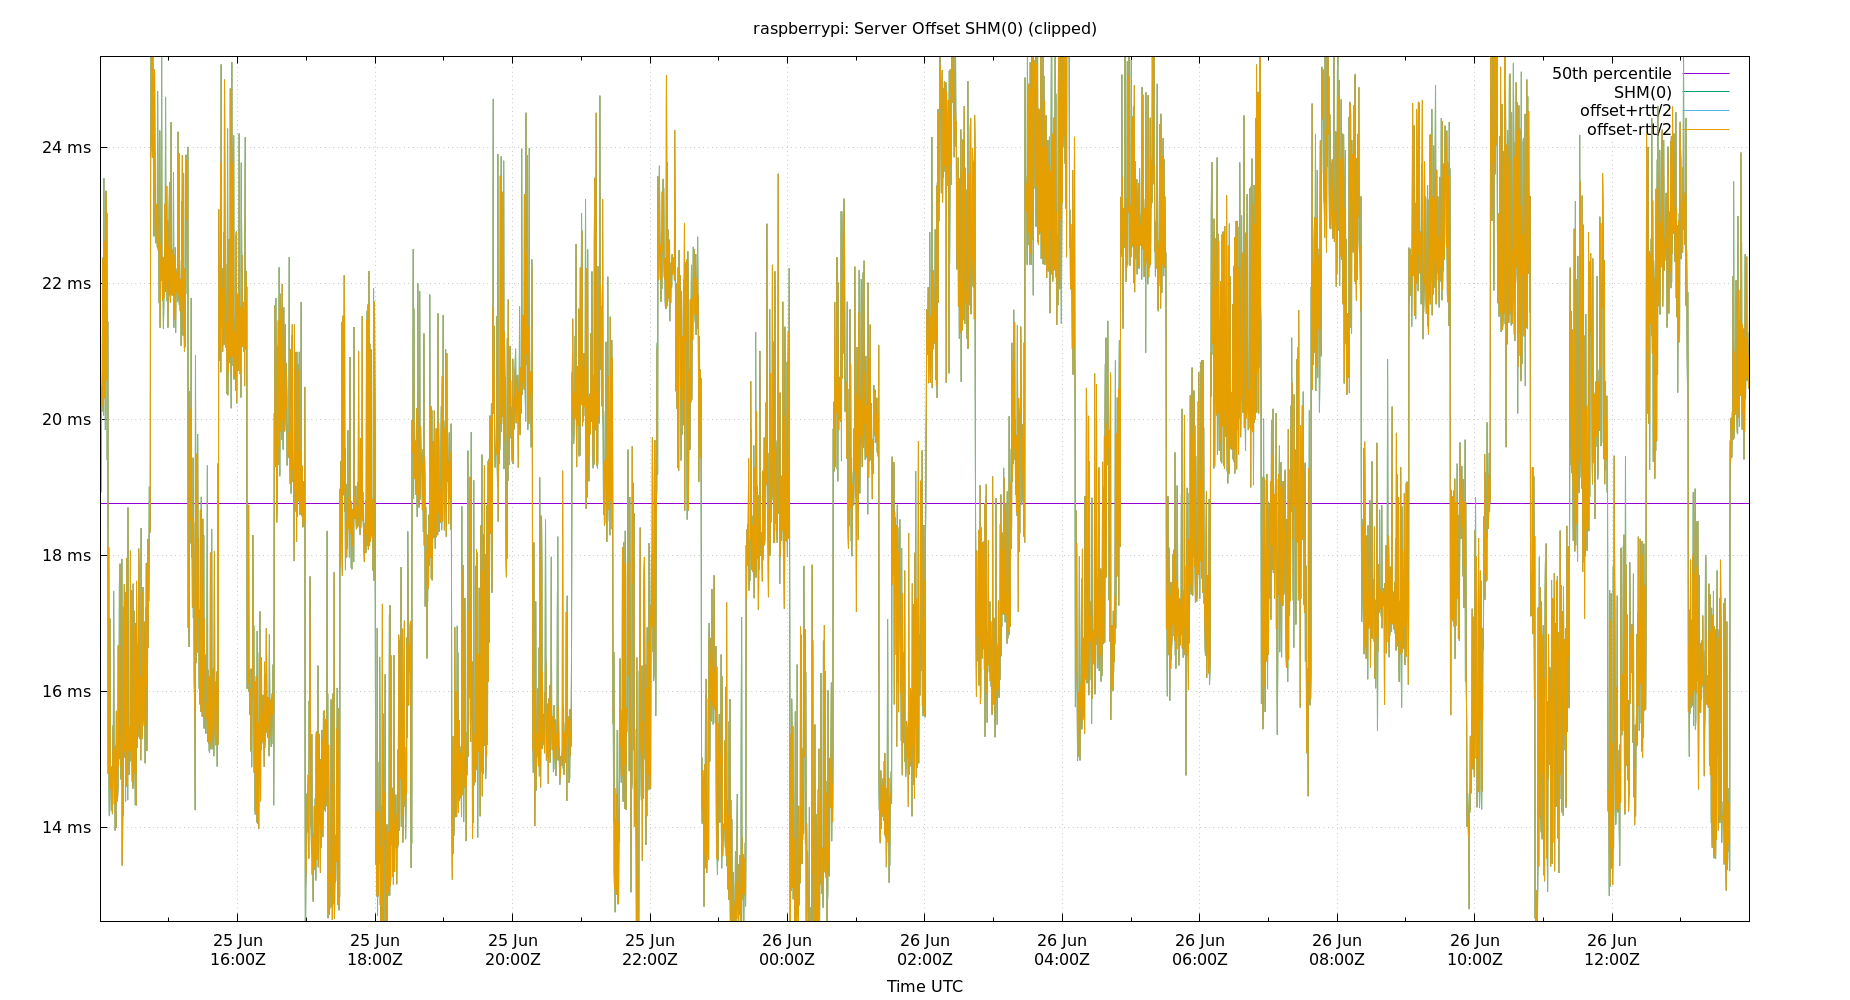 raspberrypi: Server Offset SHM(0) (clipped)
50th percentile
SHM(0)
offset+rtt/2
offset-rtt/2
24 ms
22 ms
20 ms
18 ms
16 ms
14 ms
25 Jun 25 Jun 25 Jun 25 Jun 26 Jun 26 Jun 26 Jun 26 Jun 26 Jun 26 Jun 26 Jun
16:00Z 18:00Z 20:00Z 22:00Z 00:00Z 02:00Z 04:00Z 06:00Z 08:00Z 10:00Z 12:00Z
Time UTC